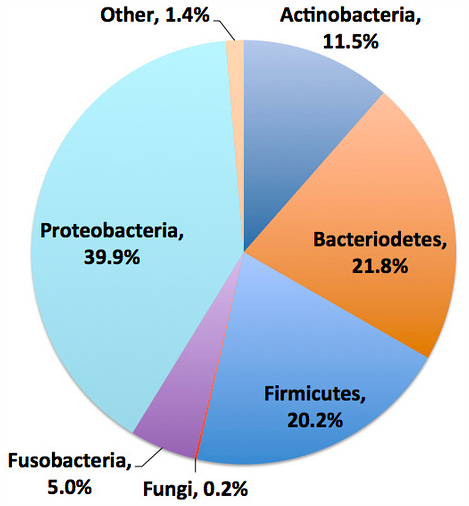 Other, 1.4%
Actinobacteria,
11.5%
Proteobacteria,
39.9%
Bacteriodetes,
21.8%
Firmicutes,
20.2%
Fusobacteria,
5.0%
Fungi, 0.2%